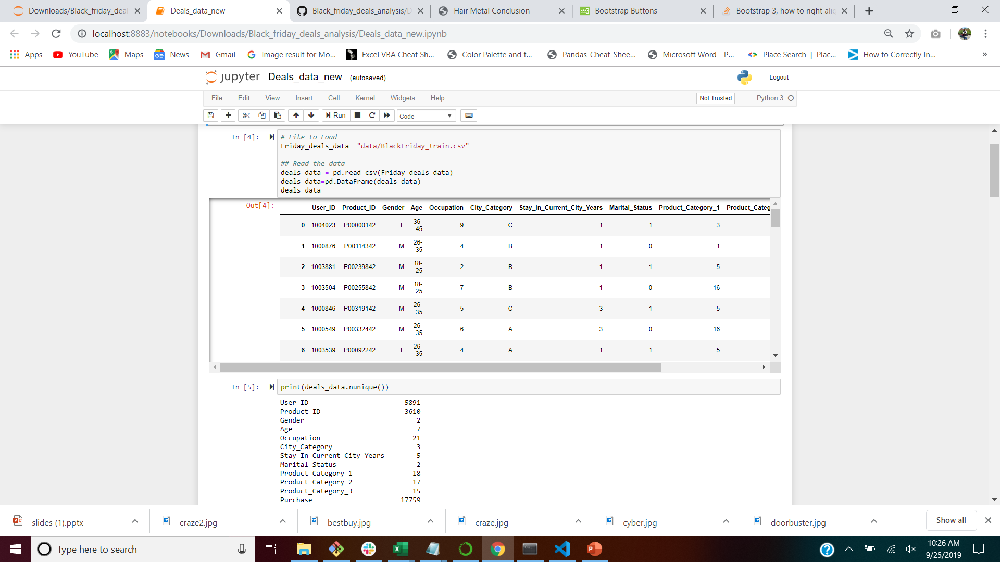 Downloads/Black_friday_deal
Deals_data_new
Black_friday_deals_analysis/D
Hair Metal Conclusion
Bootstrap Buttons
Bootstrap 3, how to right alig
localhost:8883/notebooks/Downloads/Black_friday_deals_analysis/Deals_data_new.ipynb
Apps YouTube Maps News Gmail Image result for Mo... Excel VBA Cheat Sh... Color Palette and t... Pandas_Cheat_Shee... Microsoft Word - P... Place Search | Plac... How to Correctly In... »
jupyter Deals_data_new (autosaved) Logout
File Edit View Insert Cell Kernel Widgets Help Not Trusted Python 3
Run Code
In [4]: # File to Load
Friday_deals_data= "data/BlackFriday_train.csv"
## Read the data
deals_data = pd.read_csv(Friday_deals_data)
deals_data=pd.DataFrame(deals_data)
deals_data
Out[4]: User_ID Product_ID Gender Age Occupation City_Category Stay_In_Current_City_Years Marital_Status Product_Category_1 Product_Categ
0 1004023 P00000142 F 36-45 9 C 1 1 3
1 1000876 P00114342 M 26-35 4 B 1 0 1
2 1003881 P00239842 M 18-25 2 B 1 1 5
3 1003504 P00255842 M 18-25 7 B 1 0 16
4 1000846 P00319142 M 26-35 5 C 3 1 5
5 1000549 P00332442 M 26-35 6 A 3 0 16
6 1003539 P00092242 F 26-35 4 A 1 1 5
In [5]: print(deals_data.nunique())
User_ID 5891
Product_ID 3610
Gender 2
Age 7
Occupation 21
City_Category 3
Stay_In_Current_City_Years 5
Marital_Status 2
Product_Category_1 18
Product_Category_2 17
Product_Category_3 15
Purchase 17759
slides (1).pptx craze2.jpg bestbuy.jpg craze.jpg cyber.jpg doorbuster.jpg Show all
Type here to search
10:26 AM
9/25/2019